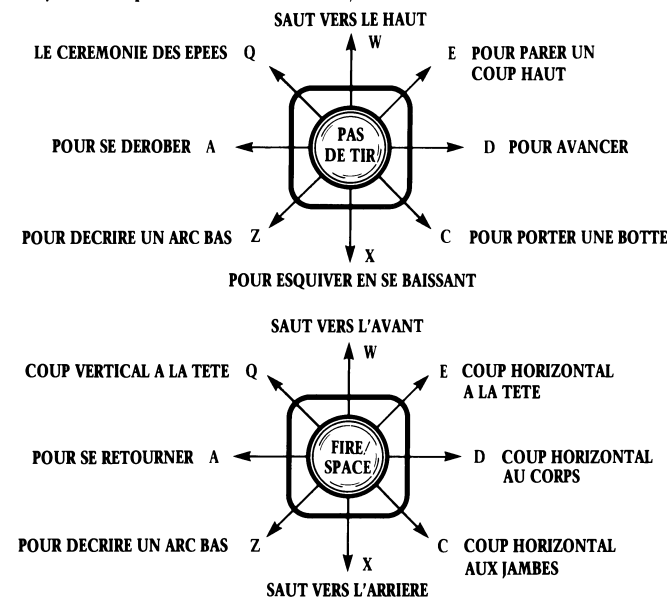 SAUT VERS LE HAUT
W
LE CEREMONIE DES EPEES Q
E POUR PARER UN
COUP HAUT
POUR SE DEROBER A
PAS
DE TIR
D POUR AVANCER
POUR DECRIRE UN ARC BAS Z
C POUR PORTER UNE BOTTE
X
POUR ESQUIVER EN SE BAISSANT
SAUT VERS L'AVANT
W
COUP VERTICAL A LA TETE Q
E COUP HORIZONTAL
A LA TETE
POUR SE RETOURNER A
FIRE/
SPACE
D COUP HORIZONTAL
AU CORPS
POUR DECRIRE UN ARC BAS Z
C COUP HORIZONTAL
AUX JAMBES
X
SAUT VERS L'ARRIERE